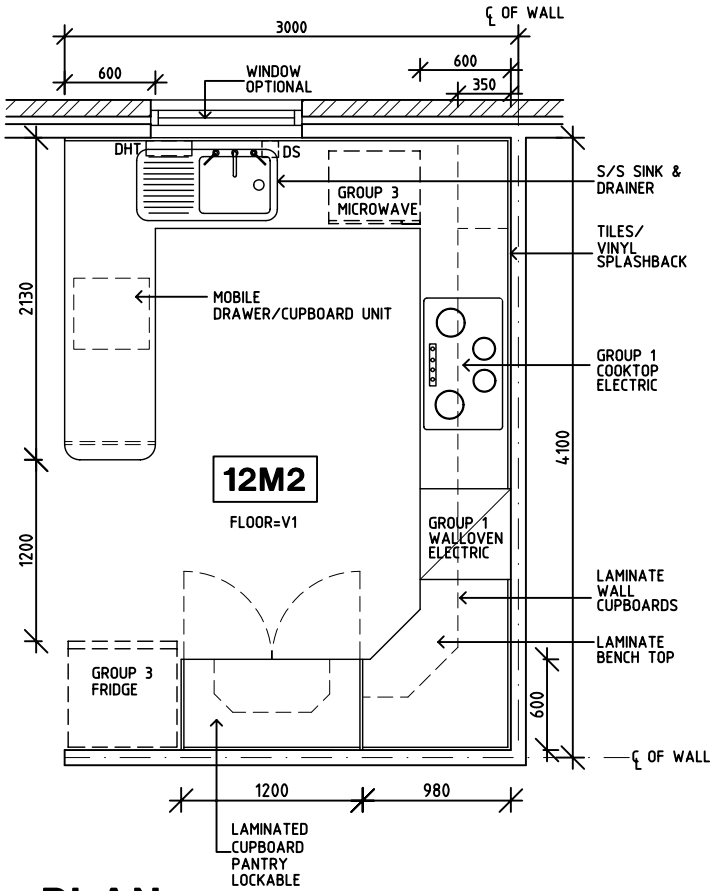 ℄ OF WALL
3000
600
600
350
WINDOW
OPTIONAL
DHT
DS
GROUP 3
MICROWAVE
S/S SINK &
DRAINER
TILES/
VINYL
SPLASHBACK
2130
MOBILE
DRAWER/CUPBOARD UNIT
GROUP 1
COOKTOP
ELECTRIC
4100
12M2
FLOOR=V1
GROUP 1
WALLOVEN
ELECTRIC
1200
LAMINATE
WALL
CUPBOARDS
LAMINATE
BENCH TOP
GROUP 3
FRIDGE
600
℄ OF WALL
1200
980
LAMINATED
CUPBOARD
PANTRY
LOCKABLE
PLAN